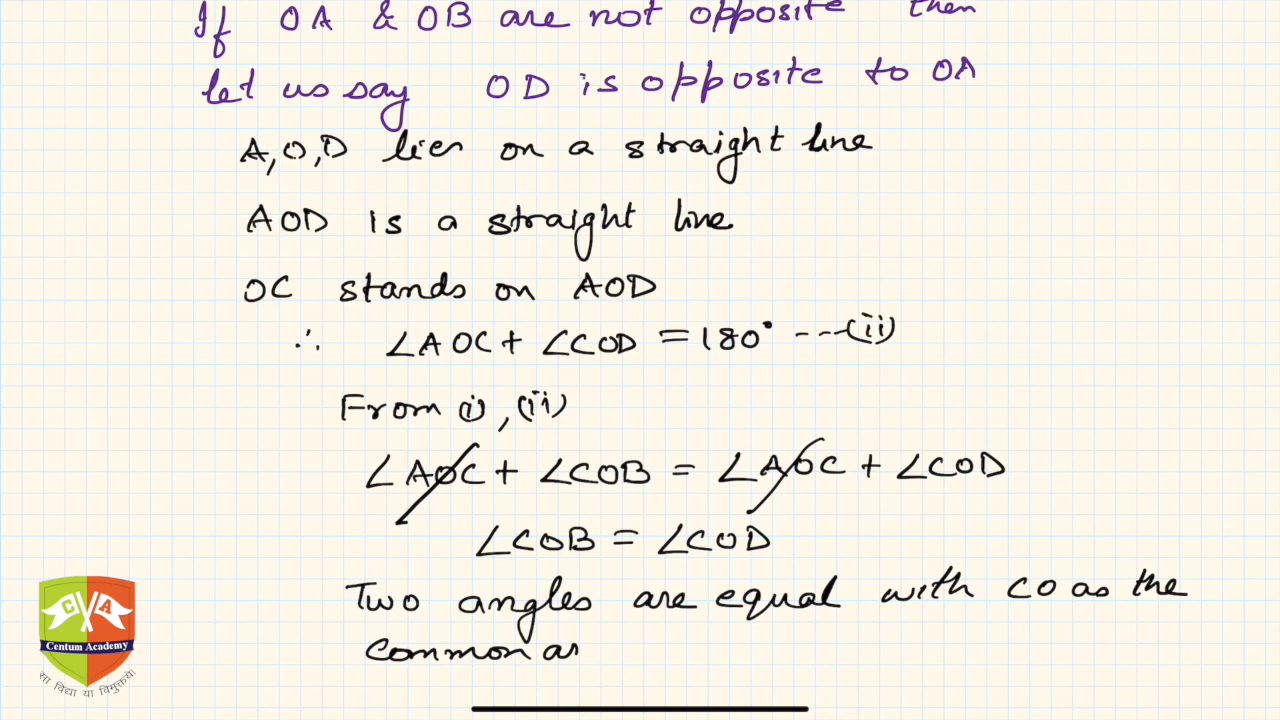 If OA & OB are not opposite then
let us say OD is opposite to OA
A,O,D lies on a straight line
AOD is a straight line
OC stands on AOD
∴ ∠AOC + ∠COD = 180° ---(ii)
From (i), (ii)
∠AOC + ∠COB = ∠AOC + ∠COD
∠COB = ∠COD
Two angles are equal with CO as the
common ar
C A
Centum Academy
सा विद्या या विमुक्तये।